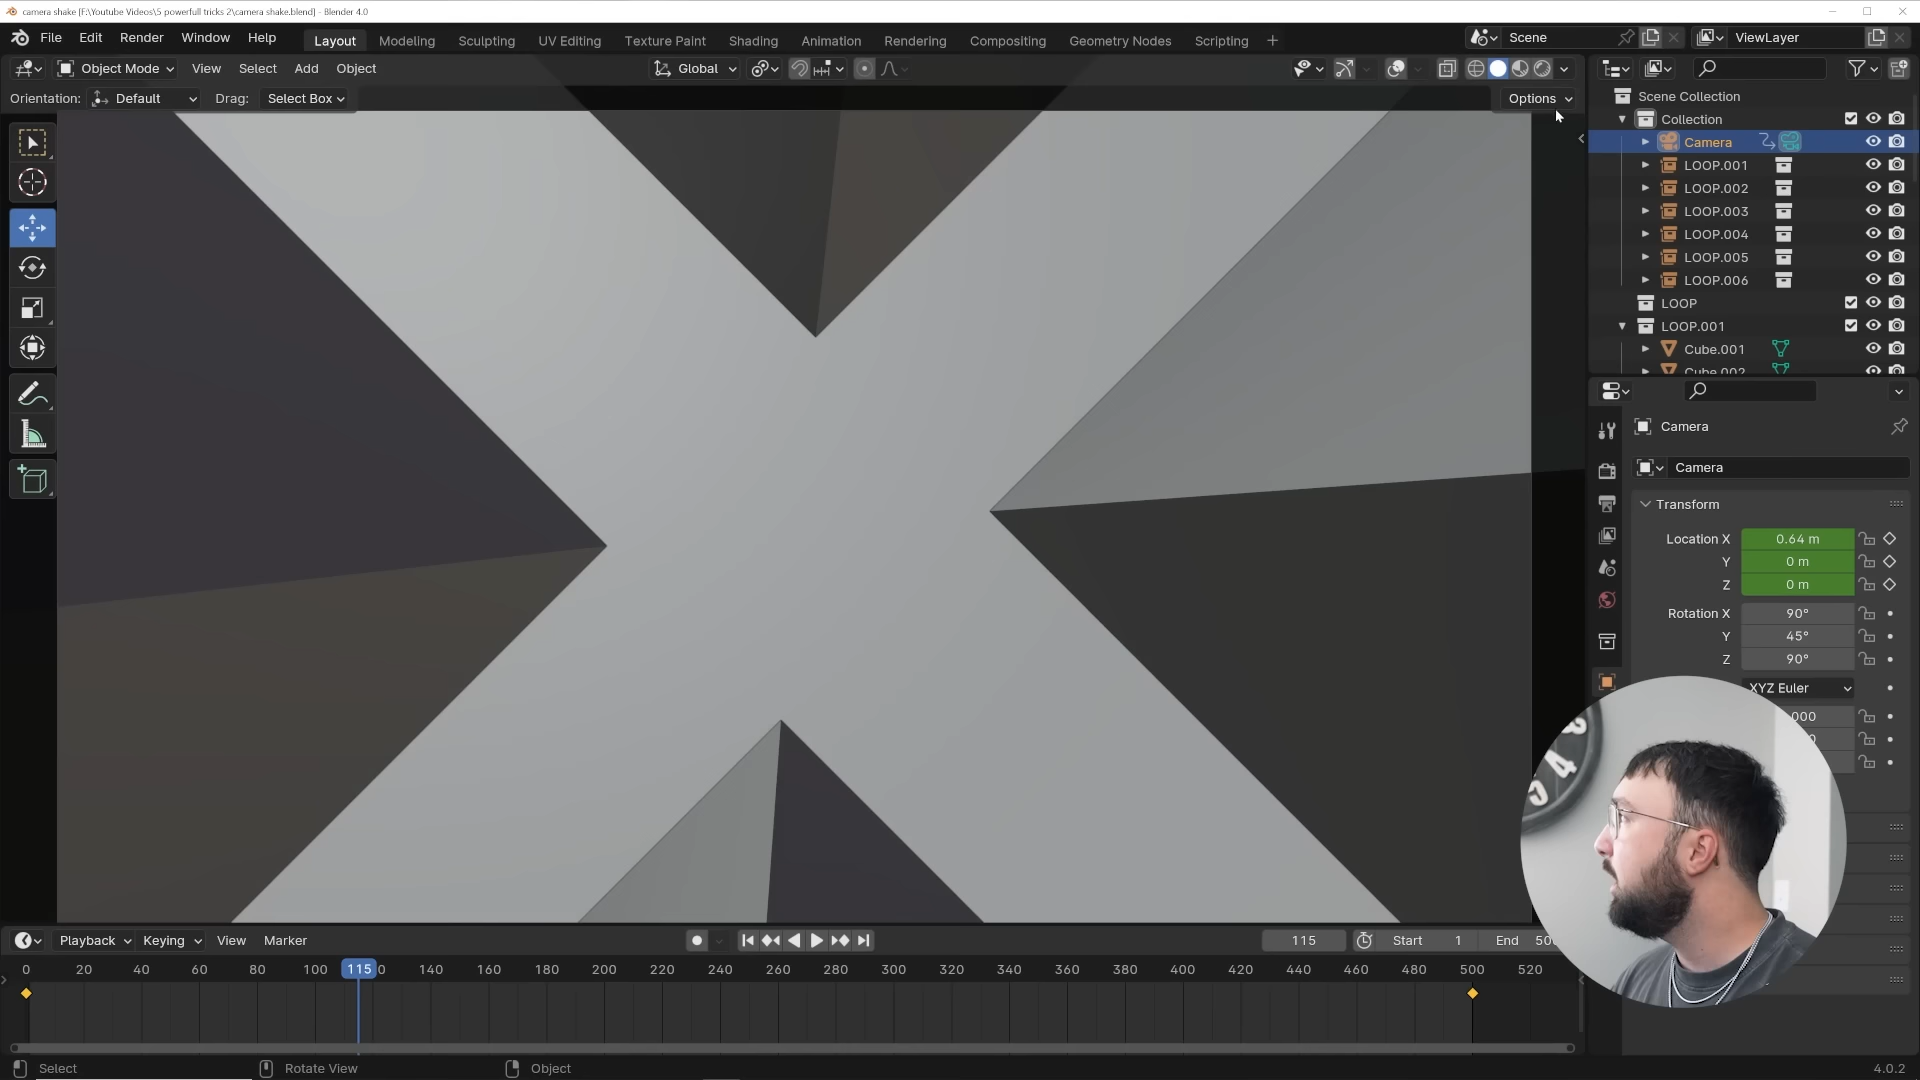 camera shake [F:\Youtube Videos\5 powerfull tricks 2\camera shake.blend] - Blender 4.0
File Edit Render Window Help Layout Modeling Sculpting UV Editing Texture Paint Shading Animation Rendering Compositing Geometry Nodes Scripting + Scene ViewLayer
Object Mode View Select Add Object Global
Orientation: Default Drag: Select Box Options
Scene Collection
Collection
Camera
LOOP.001
LOOP.002
LOOP.003
LOOP.004
LOOP.005
LOOP.006
LOOP
LOOP.001
Cube.001
Cube.002
Camera
Camera
Transform
Location X 0.64 m
Y 0 m
Z 0 m
Rotation X 90°
Y 45°
Z 90°
XYZ Euler
000
Playback Keying View Marker 115 Start 1 End 500
0 20 40 60 80 100 115 0 140 160 180 200 220 240 260 280 300 320 340 360 380 400 420 440 460 480 500 520
Select Rotate View Object 4.0.2